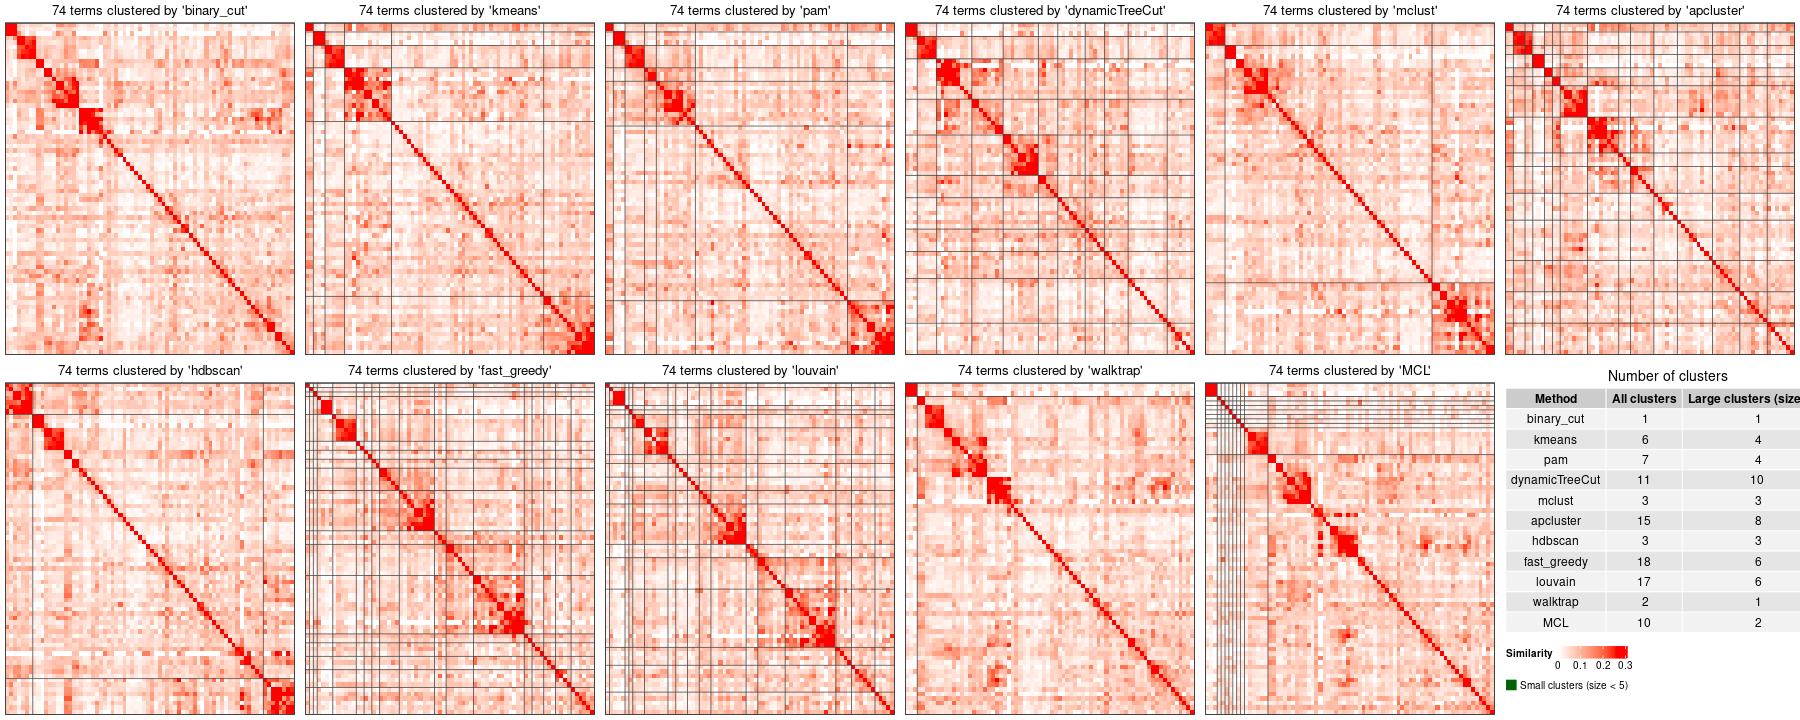 74 terms clustered by 'binary_cut'
74 terms clustered by 'kmeans'
74 terms clustered by 'pam'
74 terms clustered by 'dynamicTreeCut'
74 terms clustered by 'mclust'
74 terms clustered by 'apcluster'
74 terms clustered by 'hdbscan'
74 terms clustered by 'fast_greedy'
74 terms clustered by 'louvain'
74 terms clustered by 'walktrap'
74 terms clustered by 'MCL'
Number of clusters
Method All clusters Large clusters (size
binary_cut 1 1
kmeans 6 4
pam 7 4
dynamicTreeCut 11 10
mclust 3 3
apcluster 15 8
hdbscan 3 3
fast_greedy 18 6
louvain 17 6
walktrap 2 1
MCL 10 2
Similarity
0 0.1 0.2 0.3
Small clusters (size < 5)